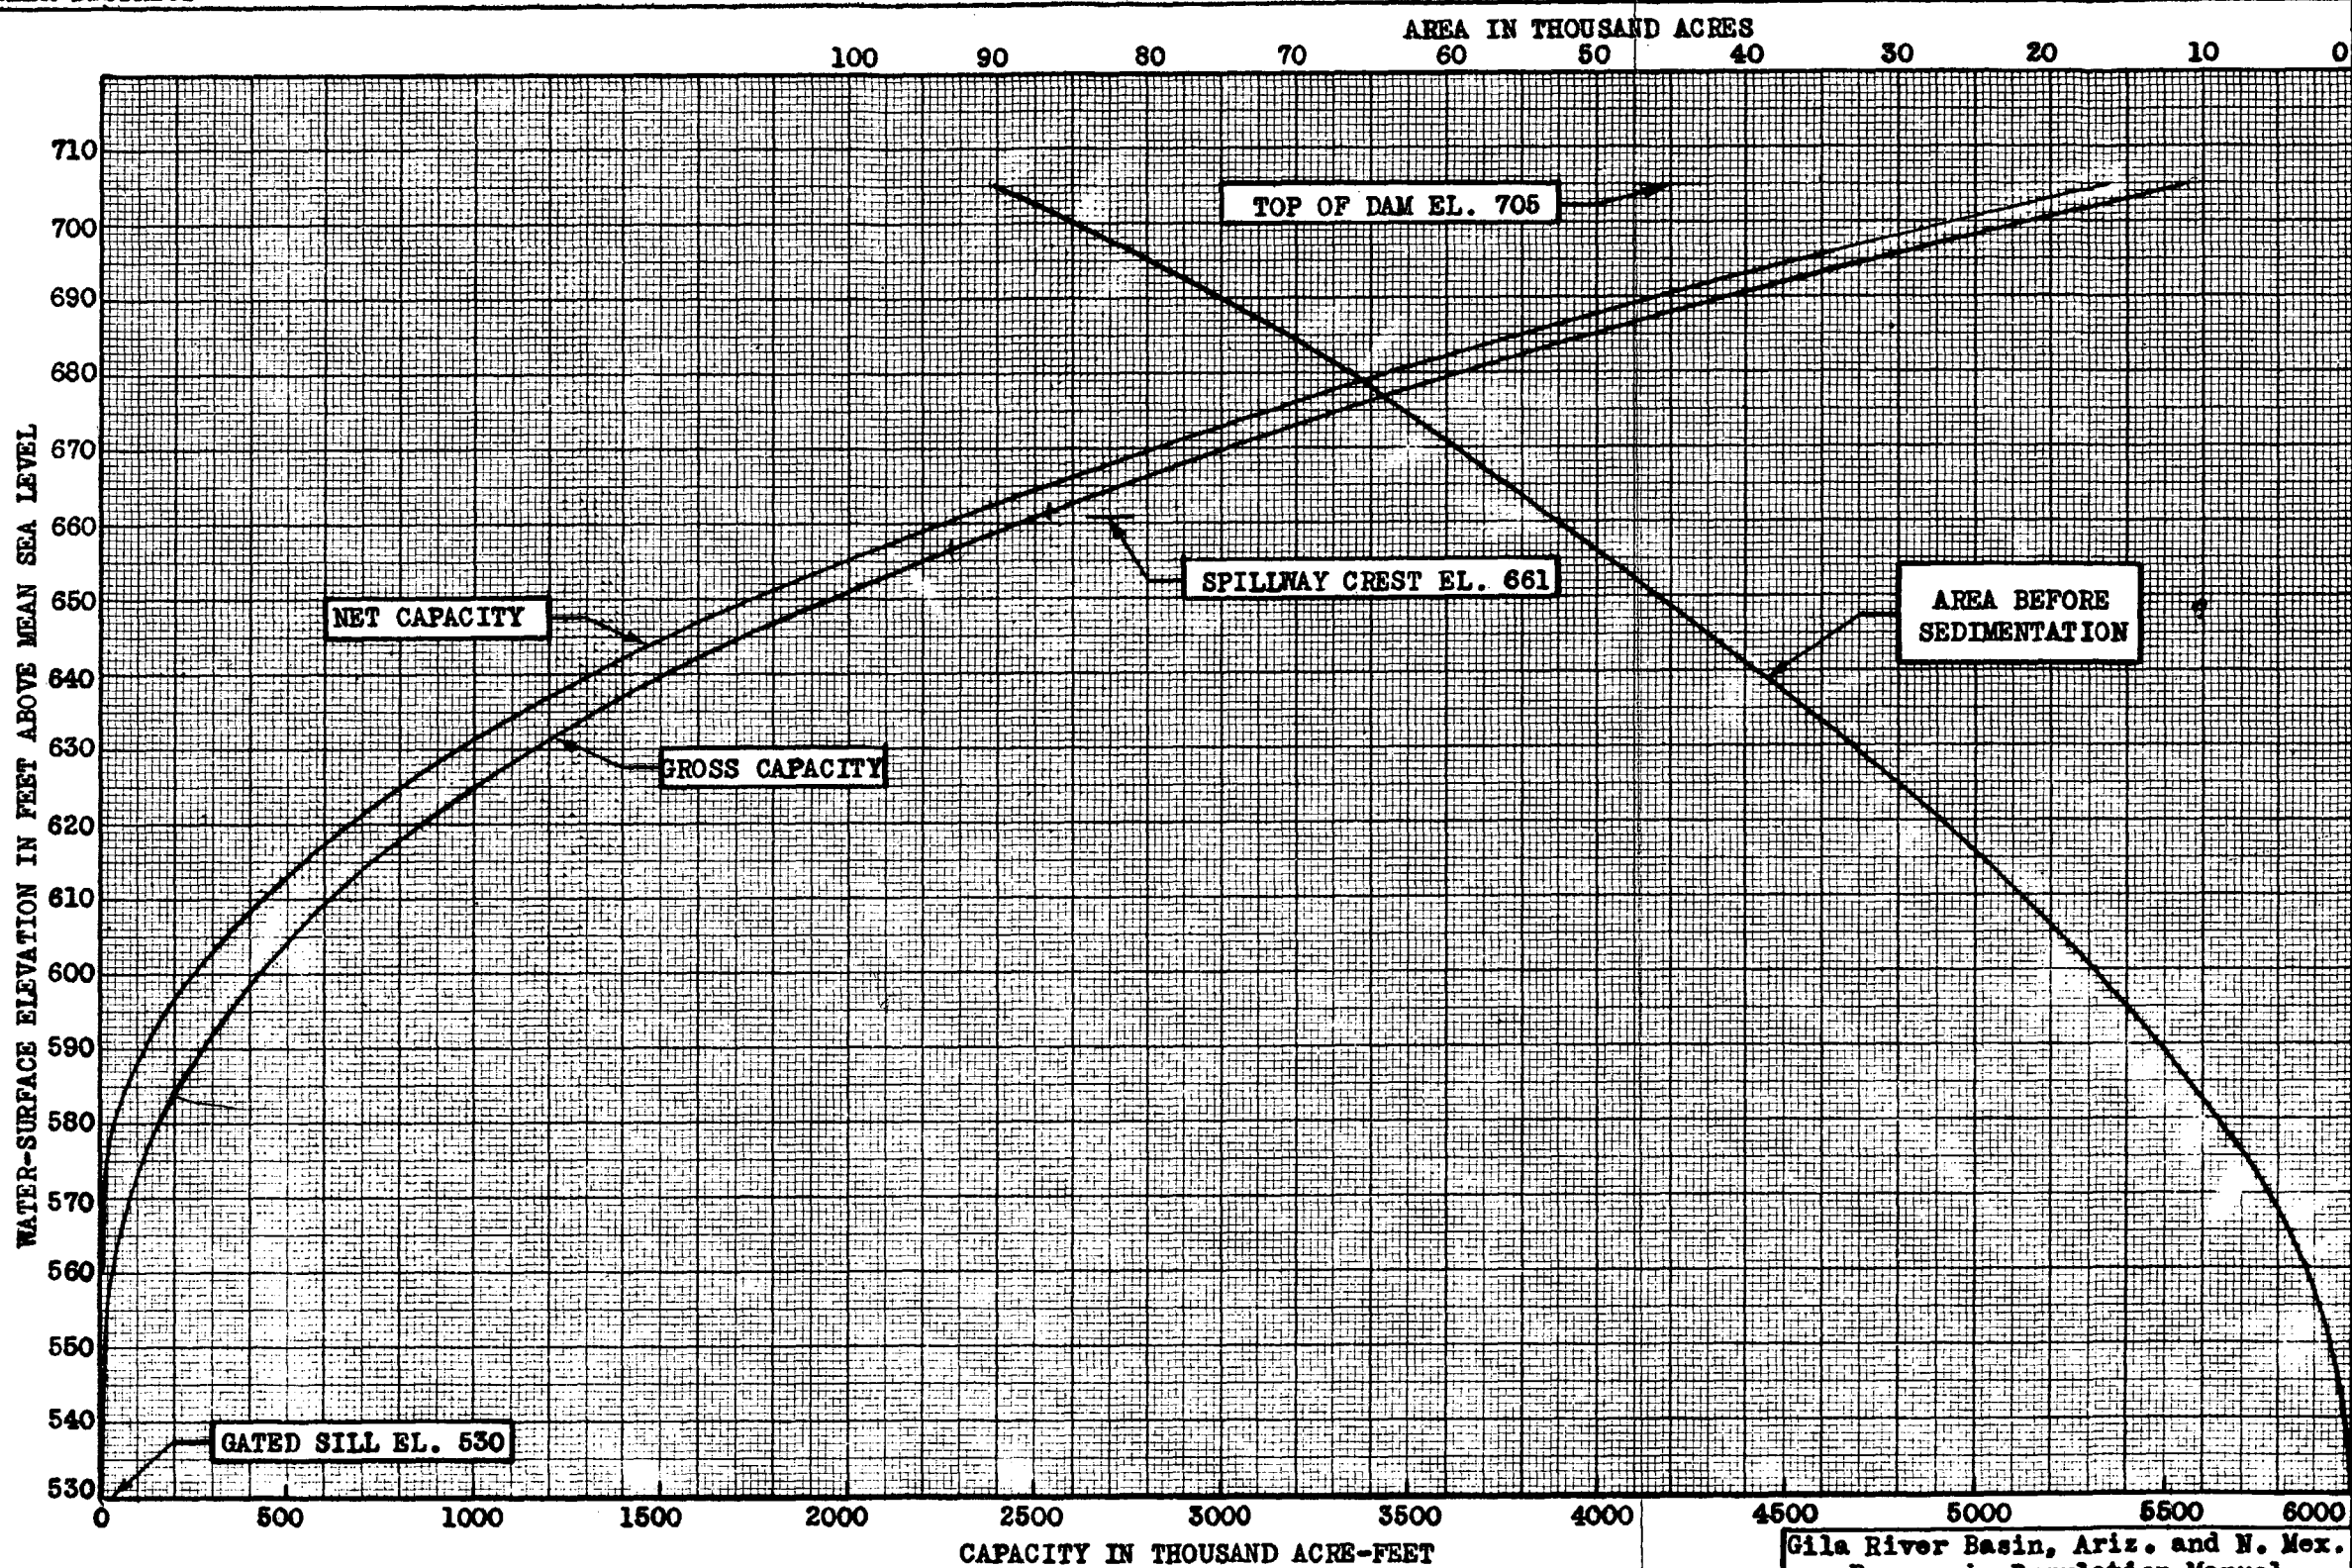 AREA IN THOUSAND ACRES
100 90 80 70 60 50 40 30 20 10 0
710
700
690
680
670
660
650
640
630
620
610
600
590
580
570
560
550
540
530
WATER-SURFACE ELEVATION IN FEET ABOVE MEAN SEA LEVEL
TOP OF DAM EL. 705
SPILLWAY CREST EL. 661
NET CAPACITY
AREA BEFORE
SEDIMENTATION
GROSS CAPACITY
GATED SILL EL. 530
0 500 1000 1500 2000 2500 3000 3500 4000 4500 5000 5500 6000
CAPACITY IN THOUSAND ACRE-FEET
Gila River Basin, Ariz. and N. Mex.